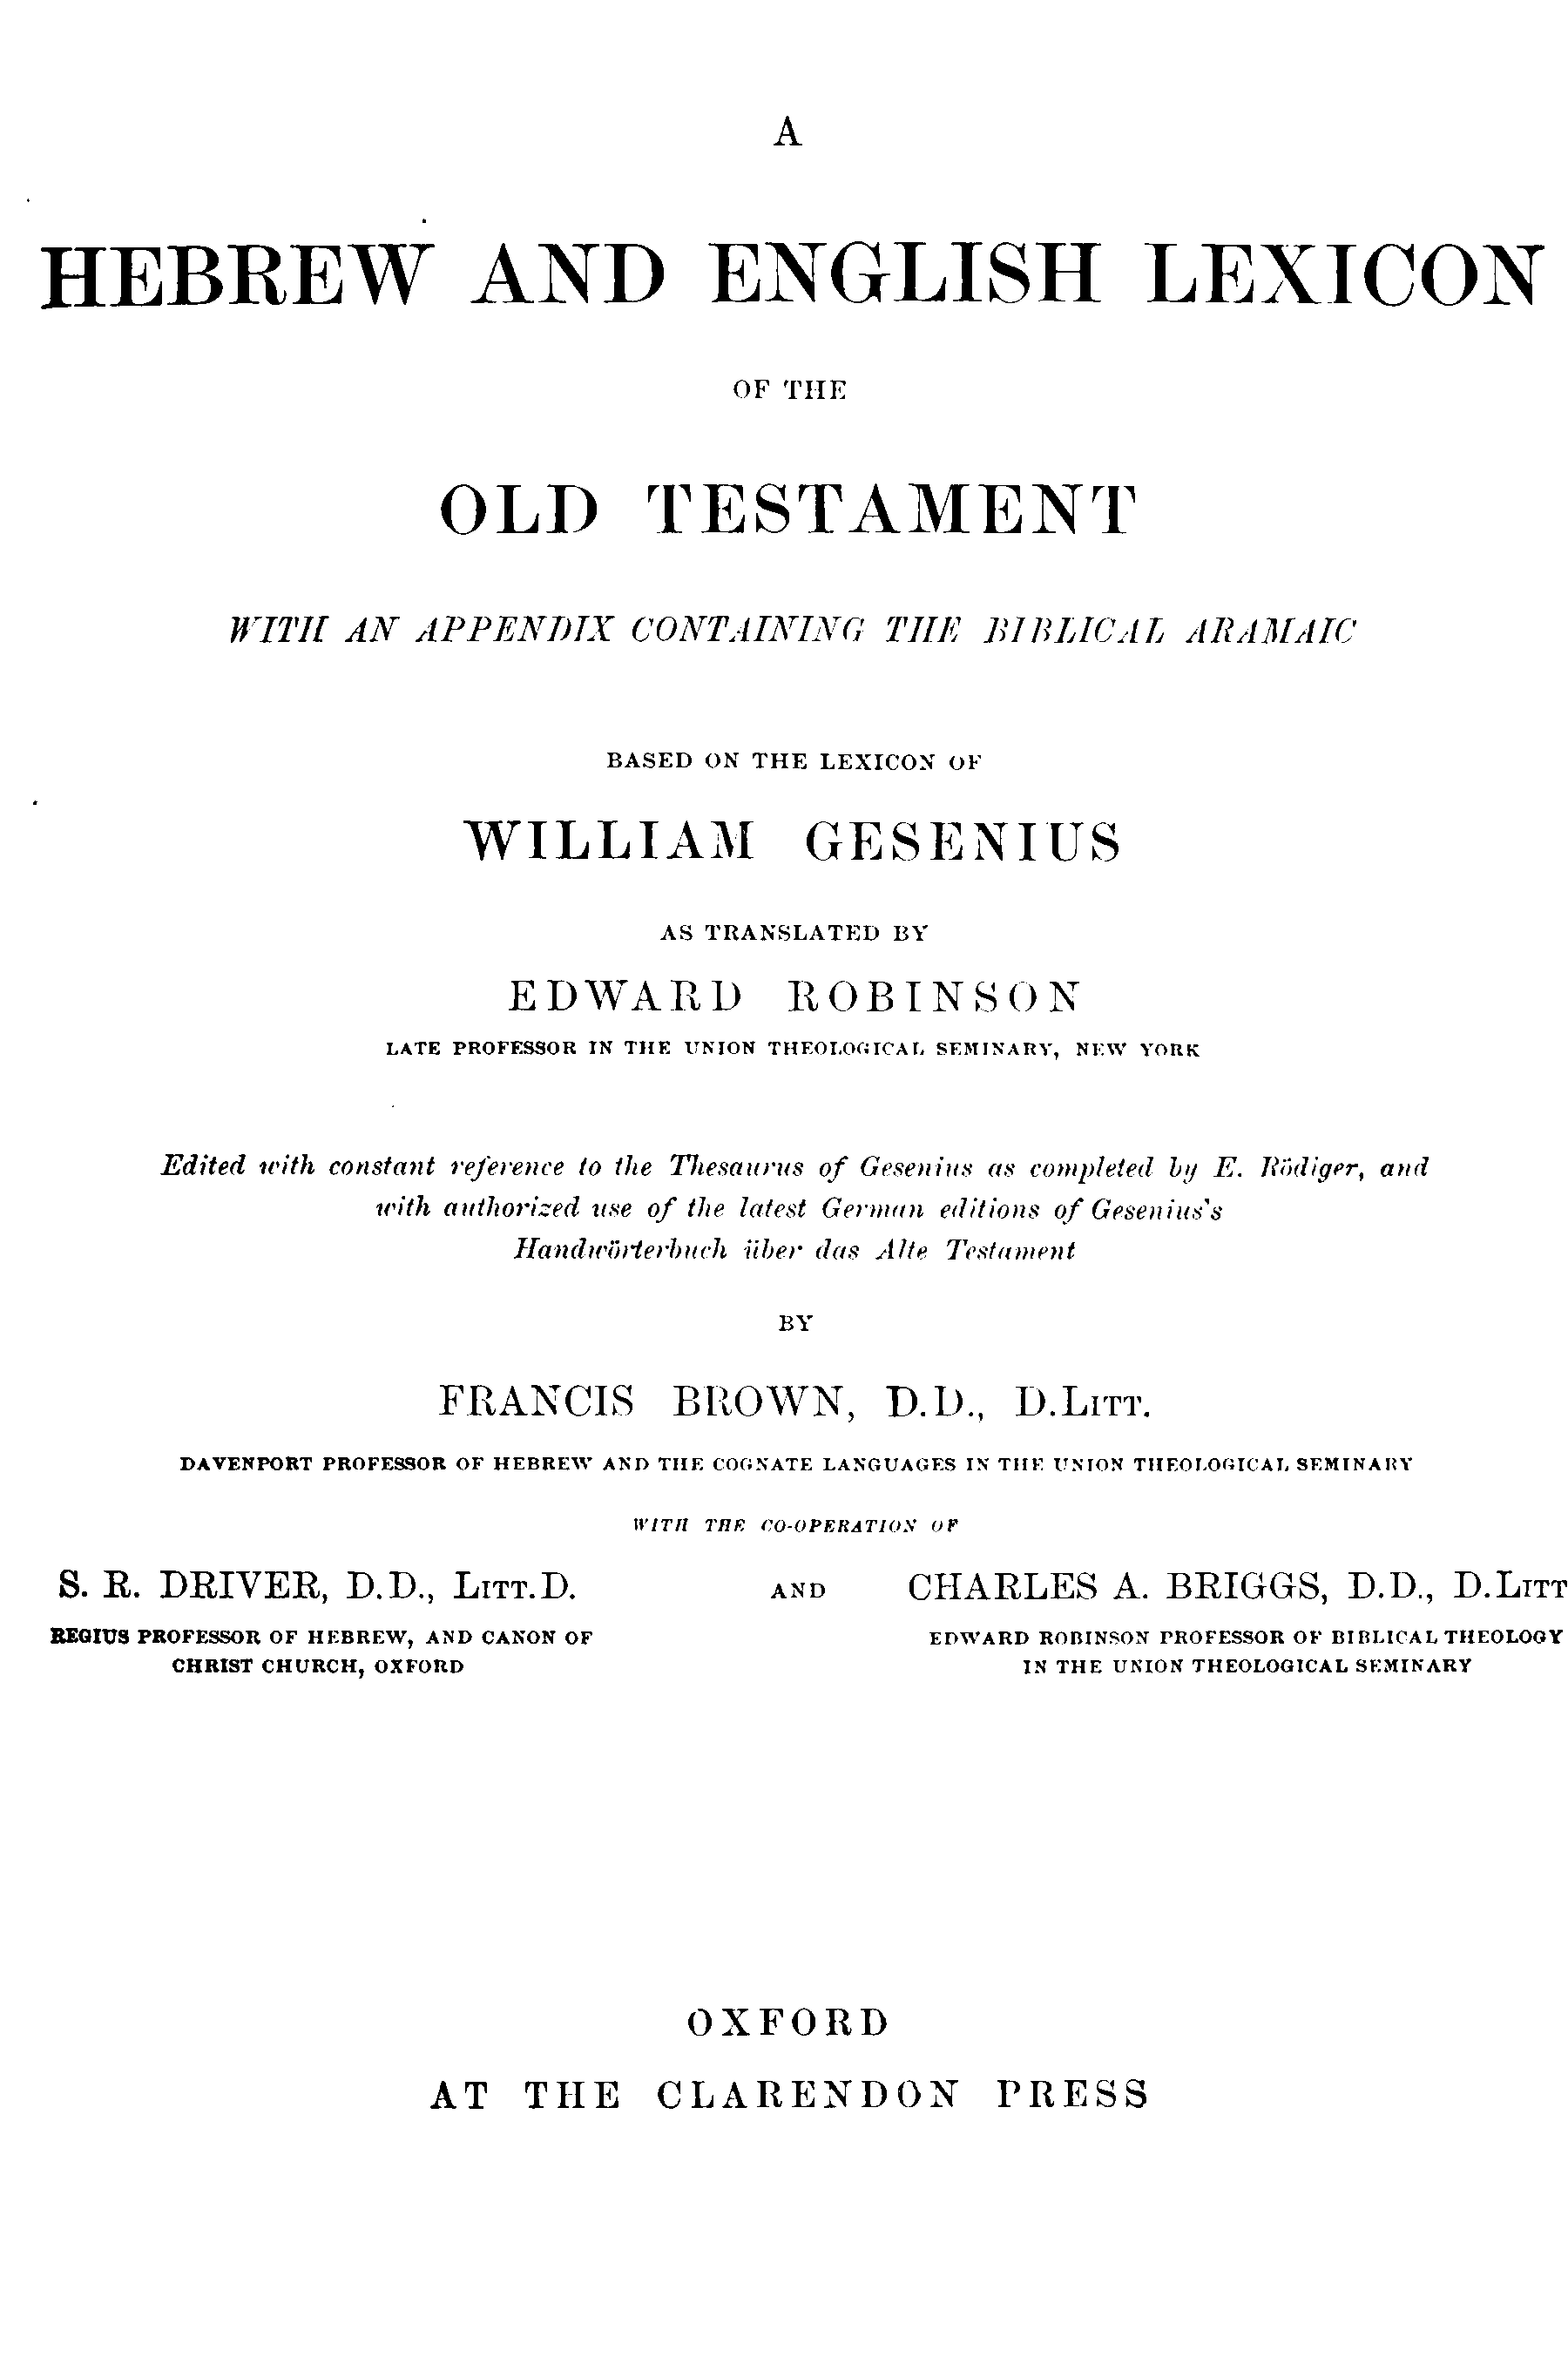 A
HEBREW AND ENGLISH LEXICON
OF THE
OLD TESTAMENT
WITH AN APPENDIX CONTAINING THE BIBLICAL ARAMAIC
BASED ON THE LEXICON OF
WILLIAM GESENIUS
AS TRANSLATED BY
EDWARD ROBINSON
LATE PROFESSOR IN THE UNION THEOLOGICAL SEMINARY, NEW YORK
Edited with constant reference to the Thesaurus of Gesenius as completed by E. Rödiger, and
with authorized use of the latest German editions of Gesenius's
Handwörterbuch über das Alte Testament
BY
FRANCIS BROWN, D.D., D.LITT.
DAVENPORT PROFESSOR OF HEBREW AND THE COGNATE LANGUAGES IN THE UNION THEOLOGICAL SEMINARY
WITH THE CO-OPERATION OF
S. R. DRIVER, D.D., LITT.D. AND CHARLES A. BRIGGS, D.D., D.LITT
REGIUS PROFESSOR OF HEBREW, AND CANON OF EDWARD ROBINSON PROFESSOR OF BIBLICAL THEOLOGY
CHRIST CHURCH, OXFORD IN THE UNION THEOLOGICAL SEMINARY
OXFORD
AT THE CLARENDON PRESS